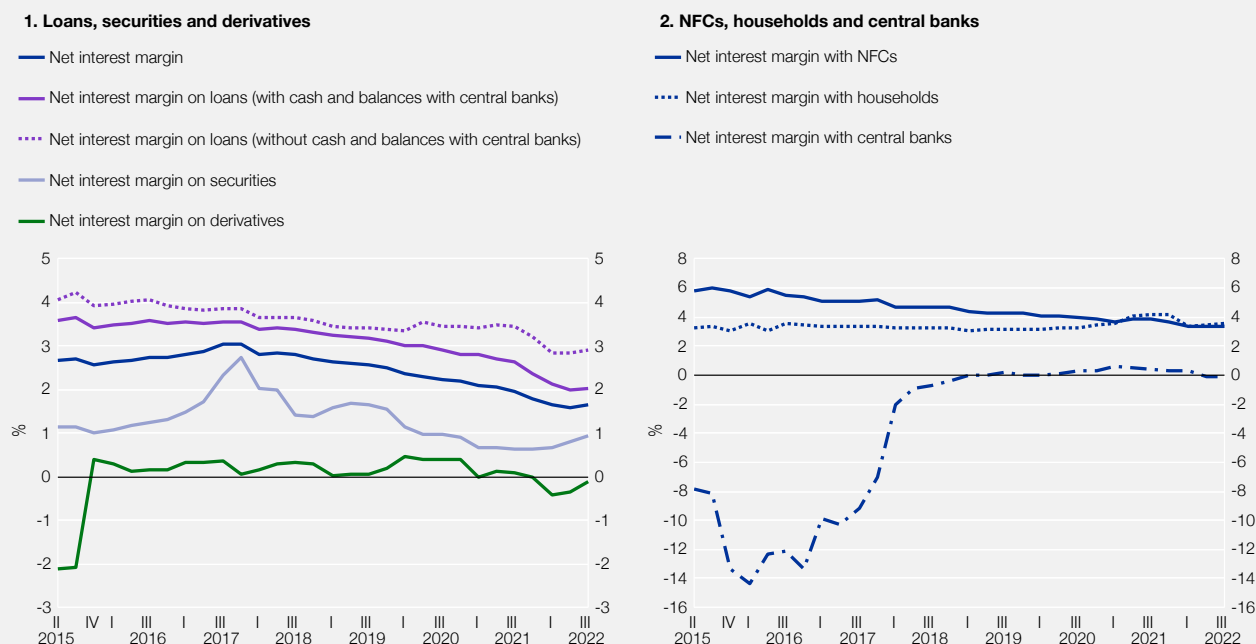 1. Loans, securities and derivatives
Net interest margin
Net interest margin on loans (with cash and balances with central banks)
Net interest margin on loans (without cash and balances with central banks)
Net interest margin on securities
Net interest margin on derivatives
5 5
4 4
3 3
2 2
%
1 1
0 0
-1 -1
-2 -2
-3 -3
II IV I III I III I III I III I III I III I III
2015 2016 2017 2018 2019 2020 2021 2022
2. NFCs, households and central banks
Net interest margin with NFCs
Net interest margin with households
Net interest margin with central banks
8 8
6 6
4 4
2 2
0 0
-2 -2
%
-4 -4
-6 -6
-8 -8
-10 -10
-12 -12
-14 -14
-16 -16
II IV I III I III I III I III I III I III I III
2015 2016 2017 2018 2019 2020 2021 2022